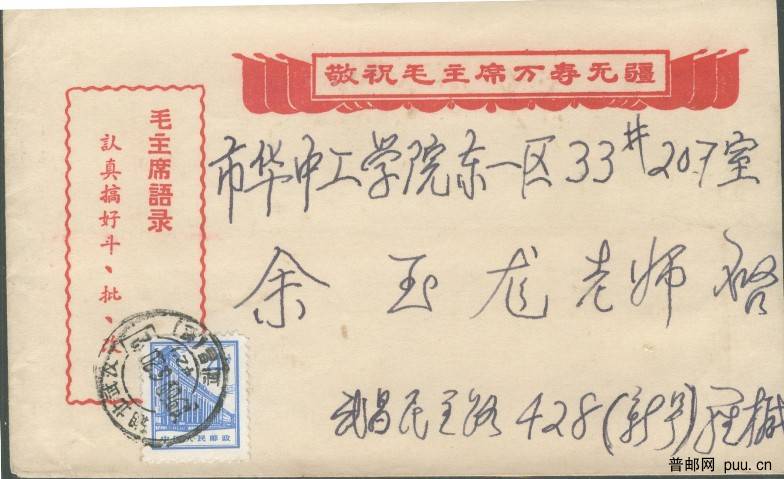 敬祝毛主席万寿无疆
毛主席語录
认真搞好斗、批、
市华中工学院东一区33#207室
余玉龙老师启
武昌民主路428(新号)
中国人民邮政
普邮网 puu.cn